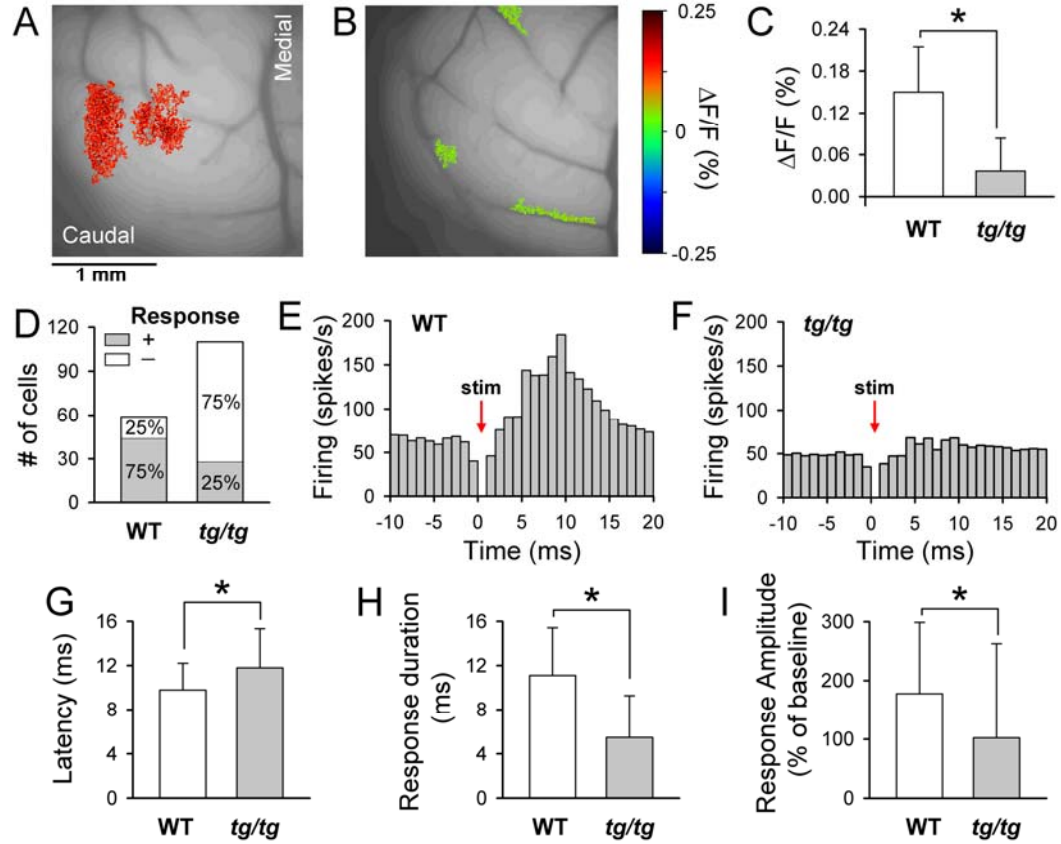 A
Medial
Caudal
1 mm
B
0.25
0
-0.25
ΔF/F (%)
C
ΔF/F (%)
0.24
0.18
0.12
0.06
0.00
*
WT
tg/tg
D
Response
+
–
# of cells
120
90
60
30
0
25%
75%
75%
25%
WT
tg/tg
E
WT
stim
Firing (spikes/s)
200
150
100
50
0
-10 -5 0 5 10 15 20
Time (ms)
F
tg/tg
stim
Firing (spikes/s)
200
150
100
50
0
-10 -5 0 5 10 15 20
Time (ms)
G
Latency (ms)
16
12
8
4
0
*
WT
tg/tg
H
Response duration
(ms)
16
12
8
4
0
*
WT
tg/tg
I
Response Amplitude
(% of baseline)
300
200
100
0
*
WT
tg/tg